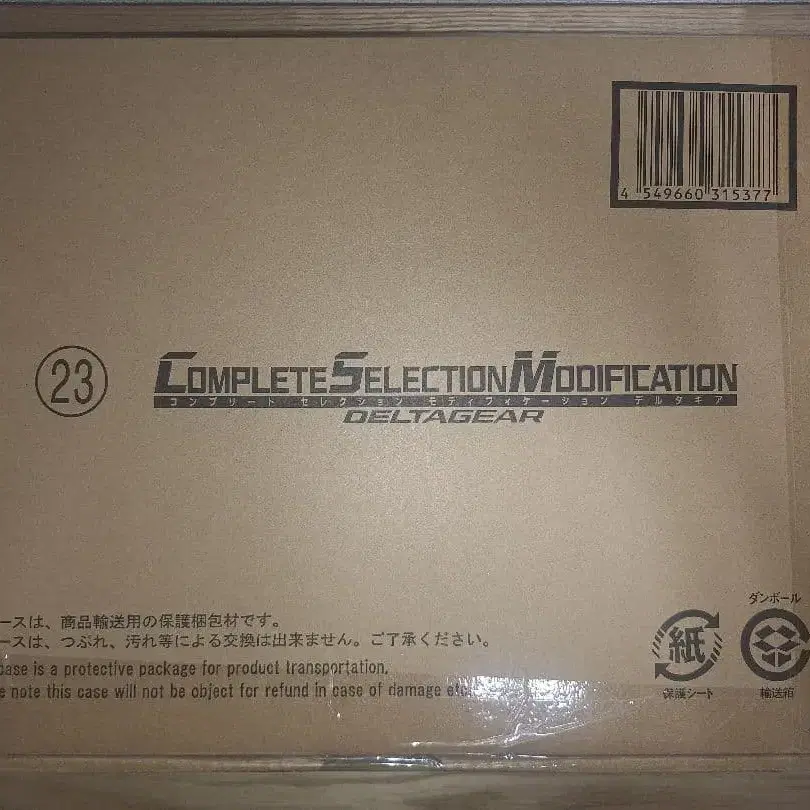 4 549660 315377
23
COMPLETE SELECTION MODIFICATION
コンプリート セレクション モディフィケーション デルタギア
DELTAGEAR
ースは、商品輸送用の保護梱包材です。
ースは、つぶれ、汚れ等による交換は出来ません。ご了承ください。
case is a protective package for product transportation.
e note this case will not be object for refund in case of damage etc.
紙
保護シート
ダンボール
輸送箱